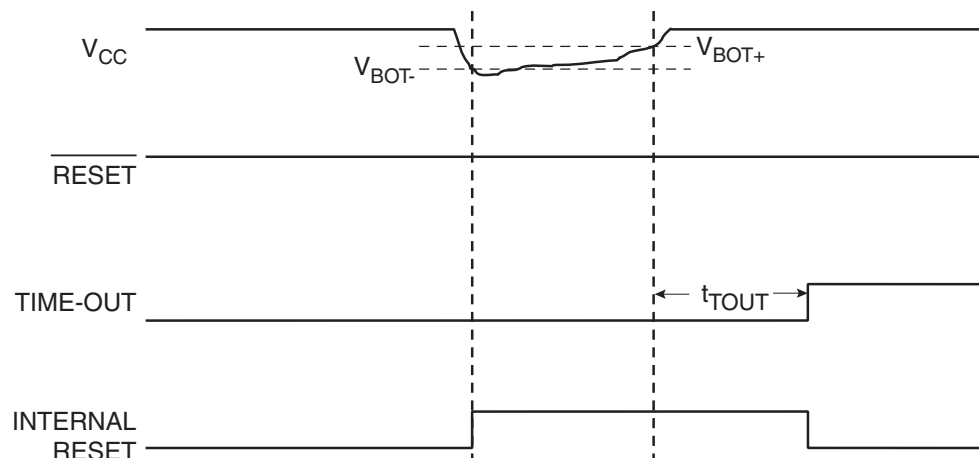 VCC
VBOT-
VBOT+
RESET
TIME-OUT
tTOUT
INTERNAL
RESET